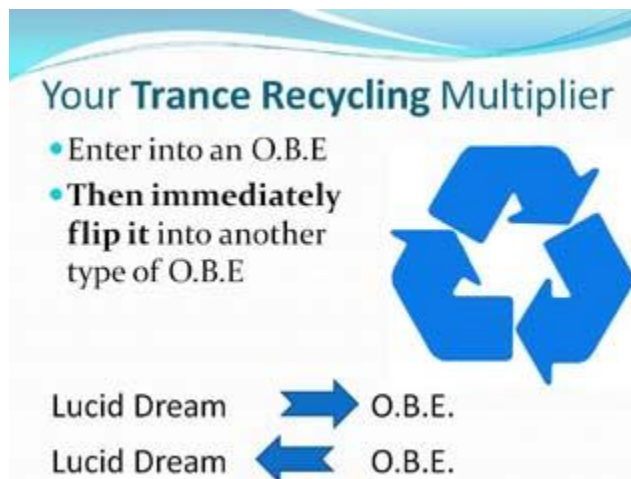 Your Trance Recycling Multiplier
• Enter into an O.B.E
• Then immediately
flip it into another
type of O.B.E
Lucid Dream O.B.E.
Lucid Dream O.B.E.